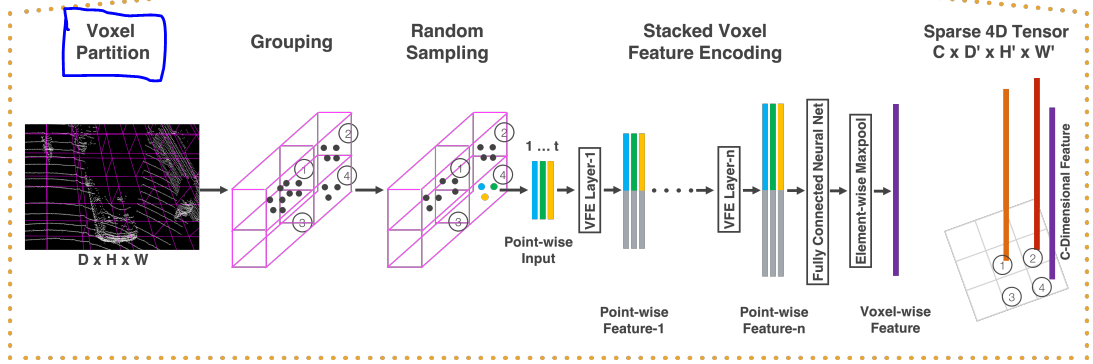 Voxel
Partition
Grouping
Random
Sampling
Stacked Voxel
Feature Encoding
Sparse 4D Tensor
C x D' x H' x W'
D x H x W
1
2
3
4
1
2
3
4
1 ... t
Point-wise
Input
VFE Layer-1
Point-wise
Feature-1
VFE Layer-n
Point-wise
Feature-n
Fully Connected Neural Net
Element-wise Maxpool
Voxel-wise
Feature
C-Dimensional Feature
1
2
3
4